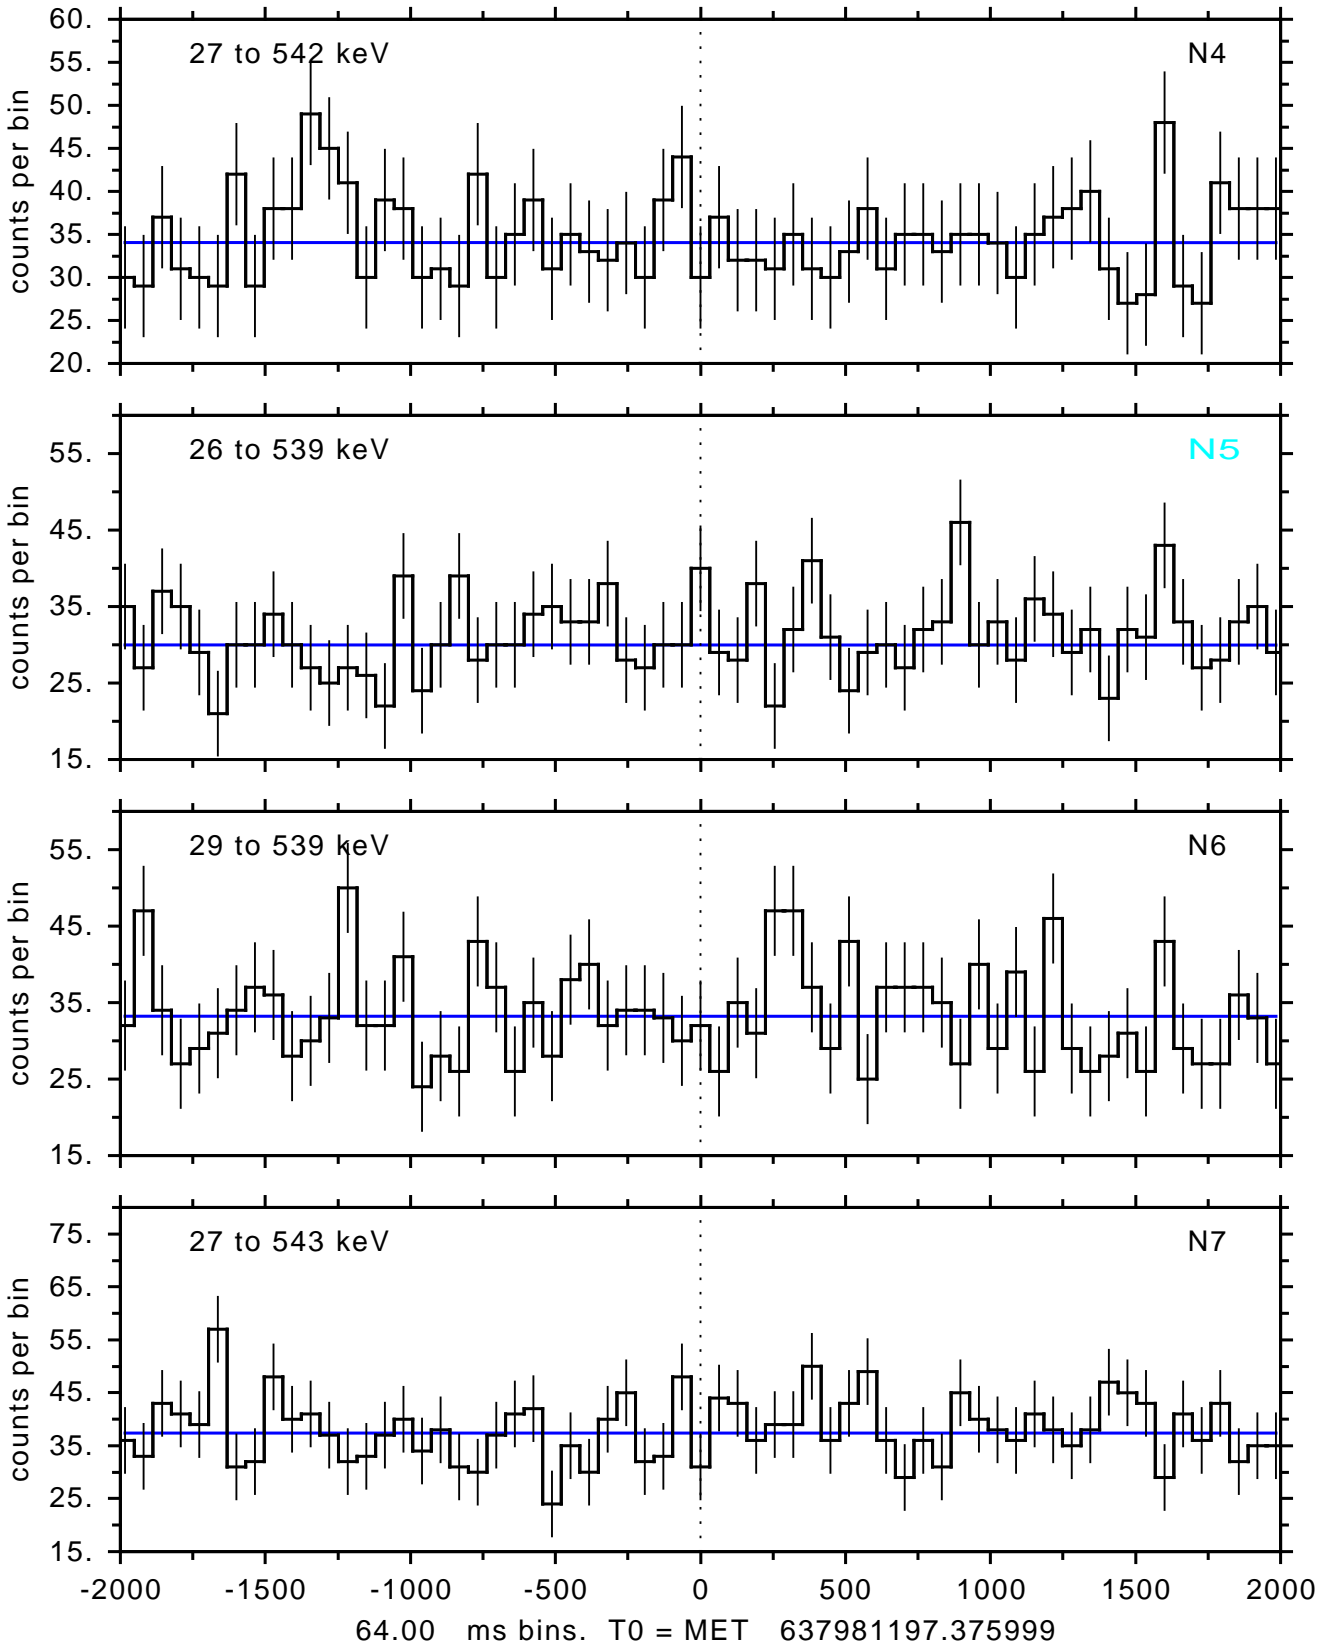 60.
55.
50.
45.
40.
35.
30.
25.
20.
counts per bin
27 to 542 keV
N4
55.
45.
35.
25.
15.
counts per bin
26 to 539 keV
N5
55.
45.
35.
25.
15.
counts per bin
29 to 539 keV
N6
75.
65.
55.
45.
35.
25.
15.
counts per bin
27 to 543 keV
N7
-2000 -1500 -1000 -500 0 500 1000 1500 2000
64.00 ms bins. T0 = MET 637981197.375999